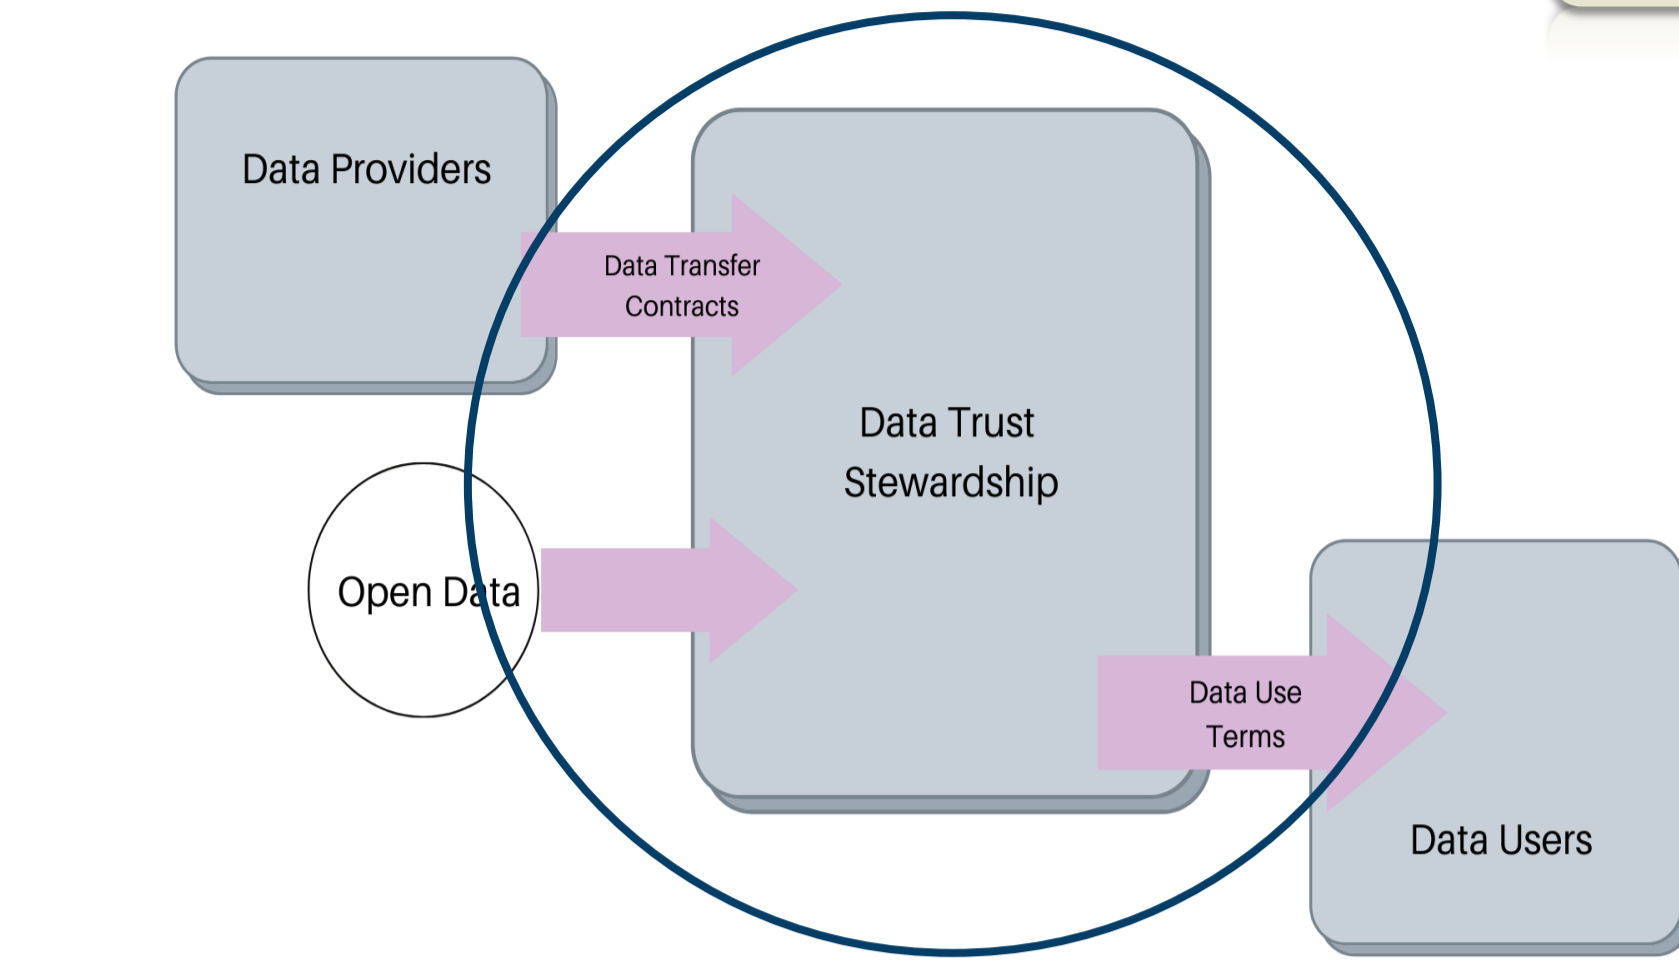 Data Providers
Data Transfer
Contracts
Data Trust
Stewardship
Open Data
Data Use
Terms
Data Users